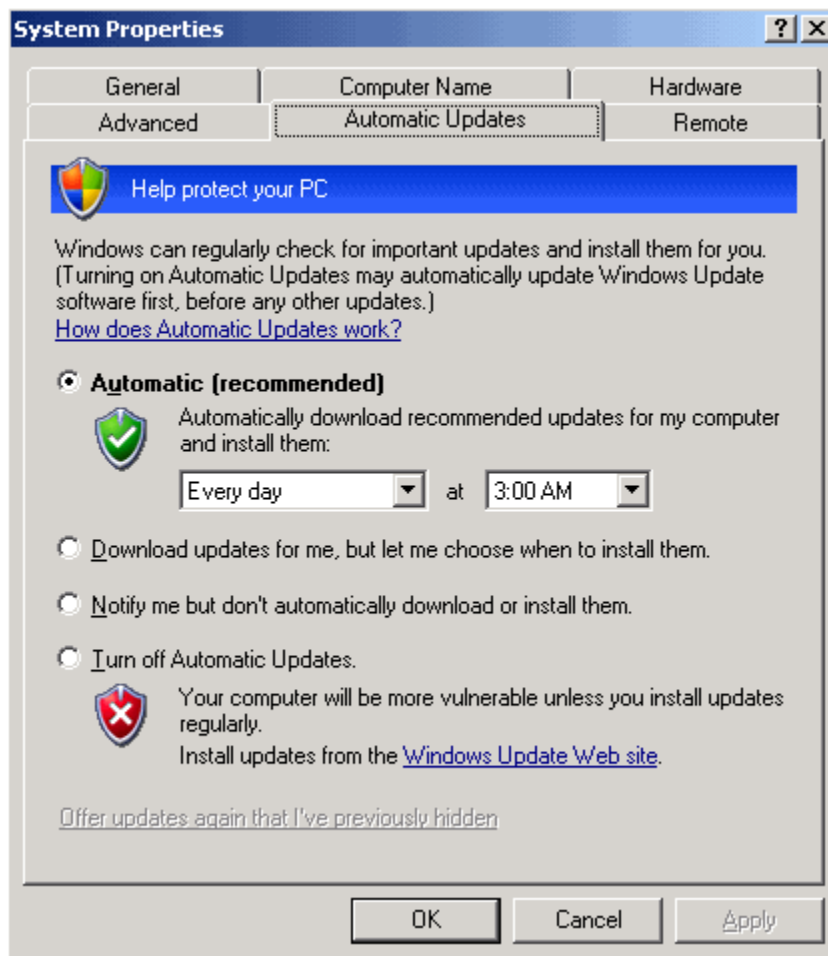 System Properties
General
Computer Name
Hardware
Advanced
Automatic Updates
Remote
Help protect your PC
Windows can regularly check for important updates and install them for you.
(Turning on Automatic Updates may automatically update Windows Update
software first, before any other updates.)
How does Automatic Updates work?
Automatic (recommended)
Automatically download recommended updates for my computer
and install them:
Every day at 3:00 AM
Download updates for me, but let me choose when to install them.
Notify me but don't automatically download or install them.
Turn off Automatic Updates.
Your computer will be more vulnerable unless you install updates
regularly.
Install updates from the Windows Update Web site.
Offer updates again that I've previously hidden
OK
Cancel
Apply